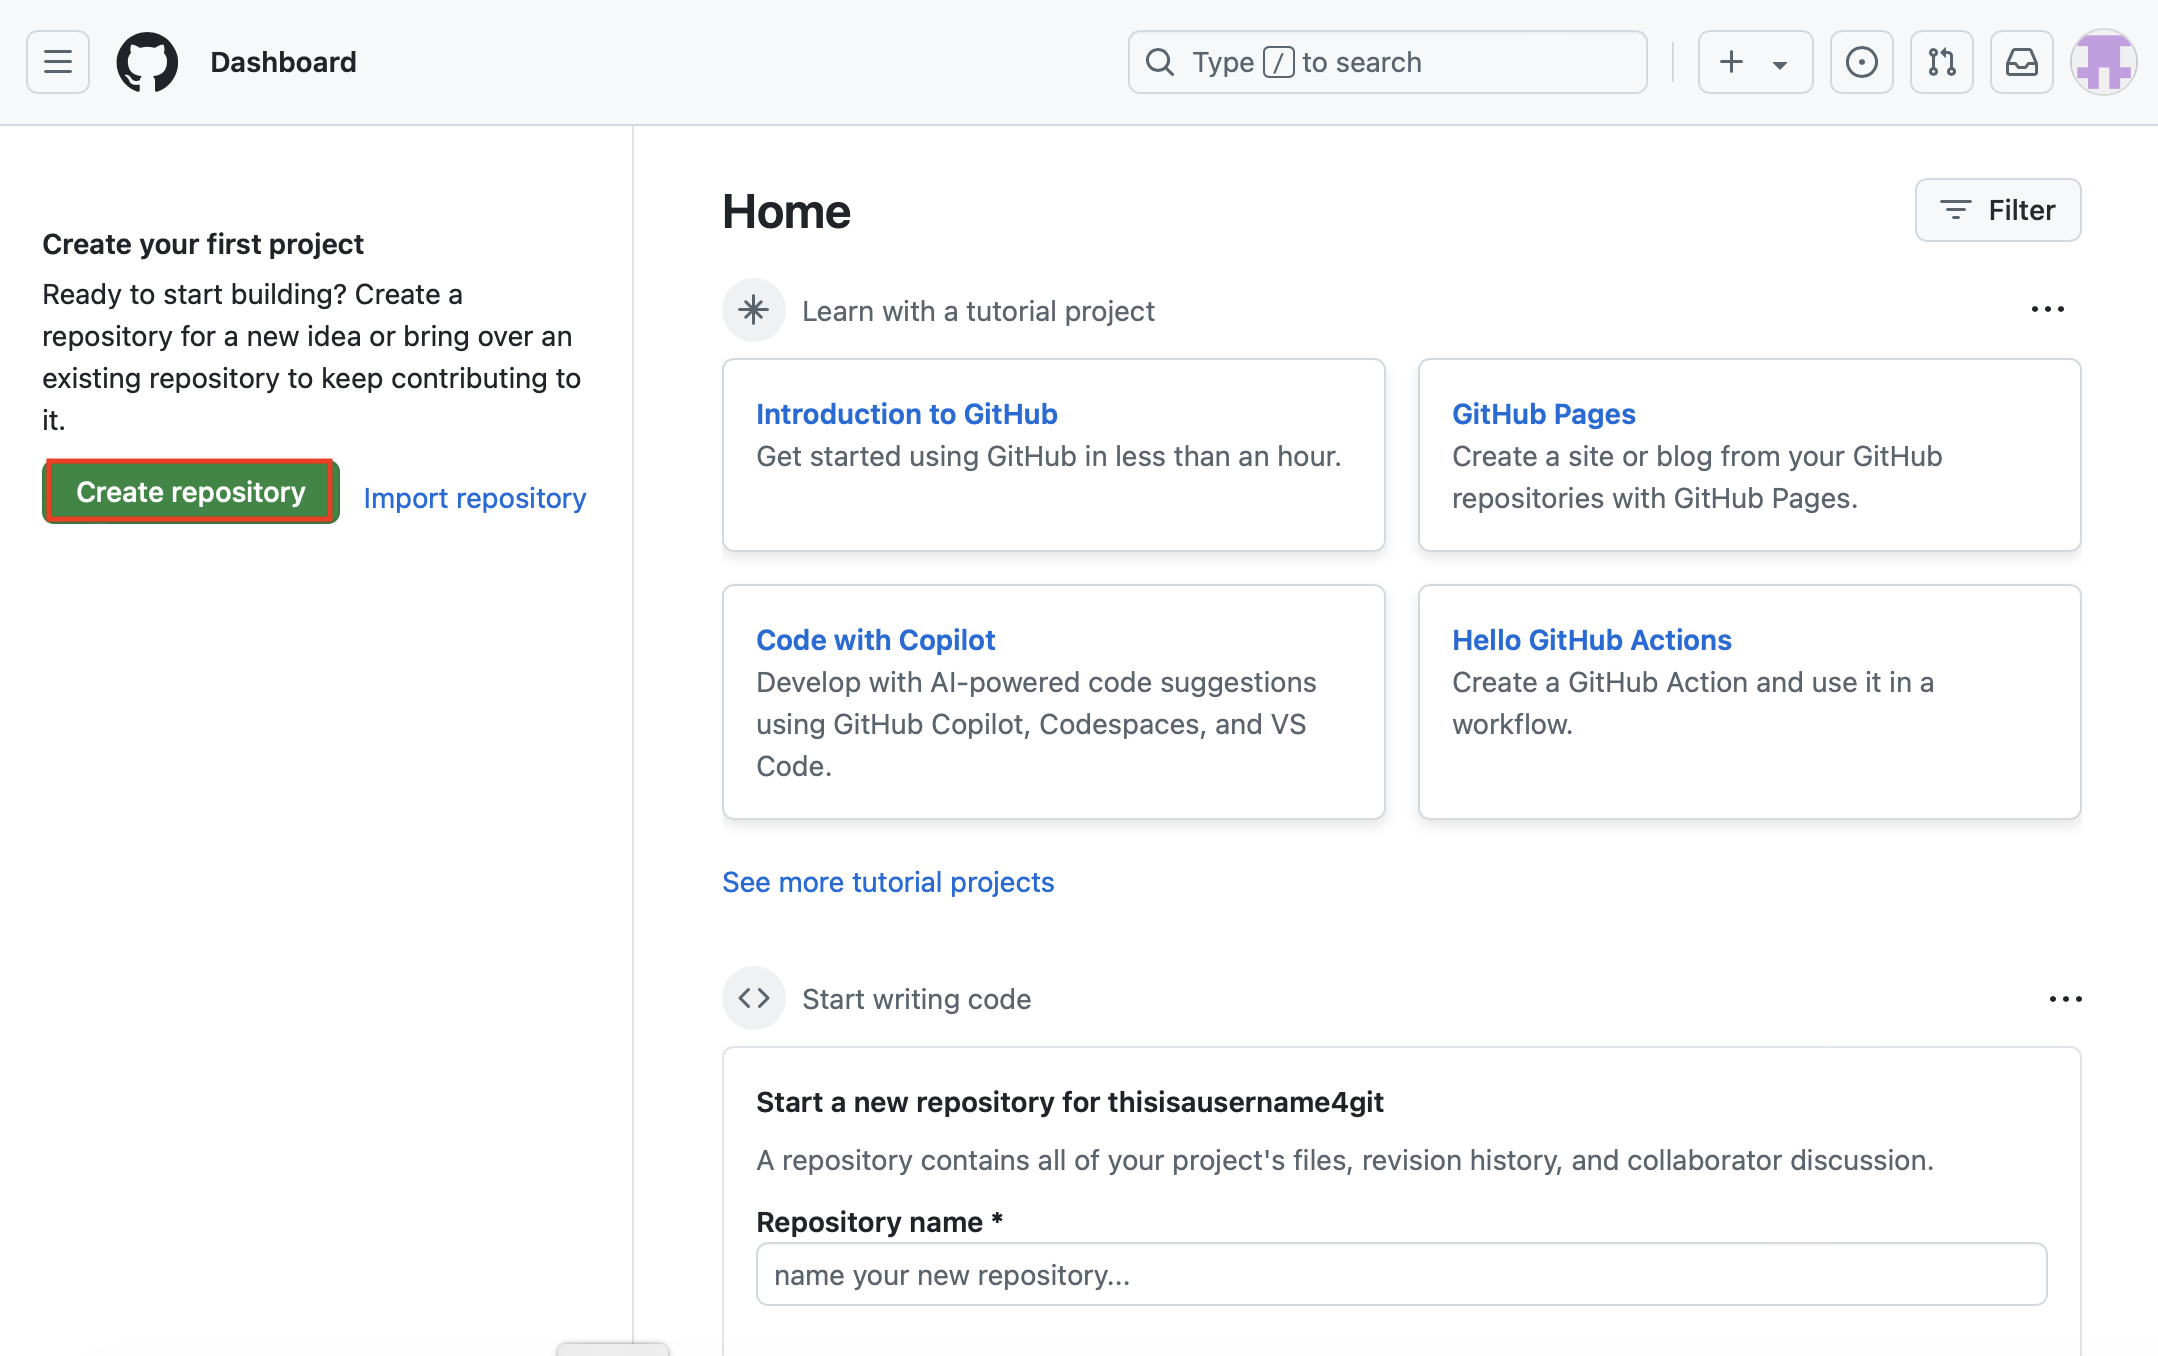 Dashboard
Type / to search
Create your first project
Ready to start building? Create a
repository for a new idea or bring over an
existing repository to keep contributing to
it.
Create repository
Import repository
Home
Filter
Learn with a tutorial project
Introduction to GitHub
Get started using GitHub in less than an hour.
GitHub Pages
Create a site or blog from your GitHub
repositories with GitHub Pages.
Code with Copilot
Develop with AI-powered code suggestions
using GitHub Copilot, Codespaces, and VS
Code.
Hello GitHub Actions
Create a GitHub Action and use it in a
workflow.
See more tutorial projects
Start writing code
Start a new repository for thisisausername4git
A repository contains all of your project's files, revision history, and collaborator discussion.
Repository name *
name your new repository...